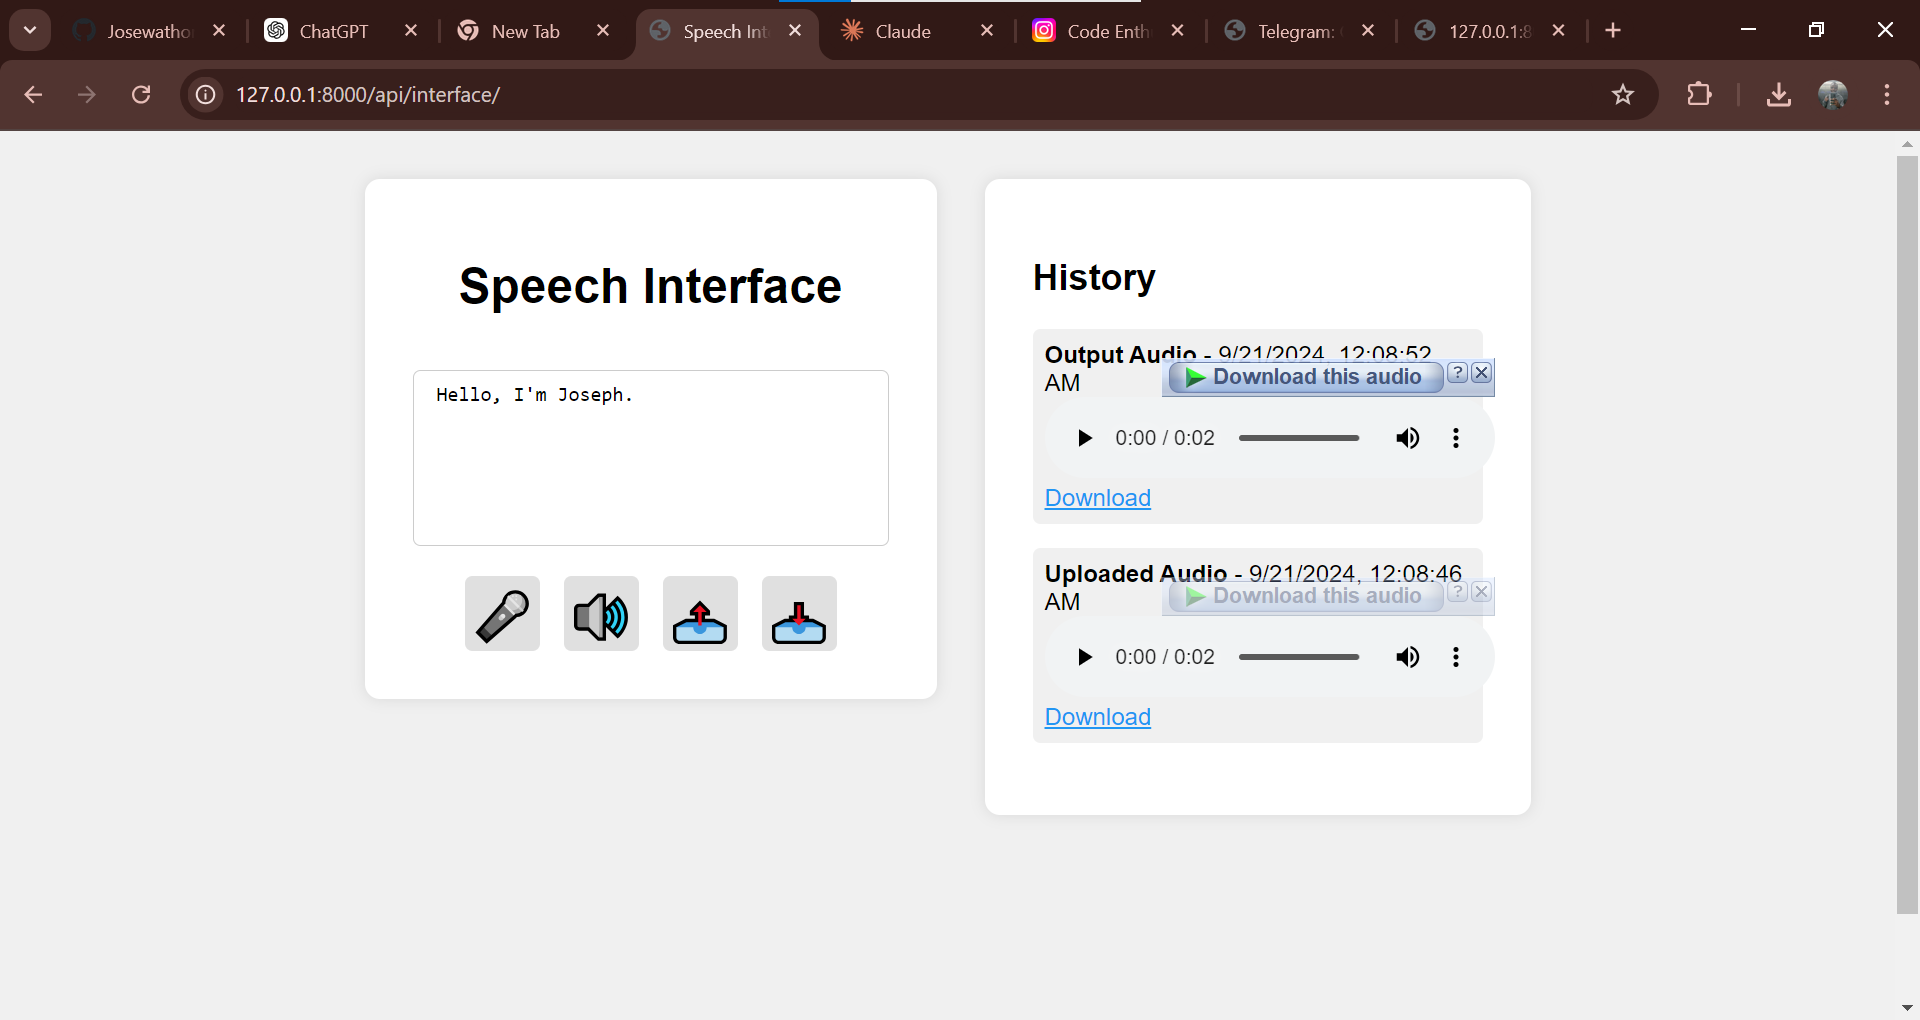 Josewatho
ChatGPT
New Tab
Speech Int
Claude
Code Enth
Telegram:
127.0.0.1:8
127.0.0.1:8000/api/interface/
Speech Interface
Hello, I'm Joseph.
History
Output Audio - 9/21/2024, 12:08:52
AM
Download this audio
?
0:00 / 0:02
Download
Uploaded Audio - 9/21/2024, 12:08:46
AM
Download this audio
?
0:00 / 0:02
Download